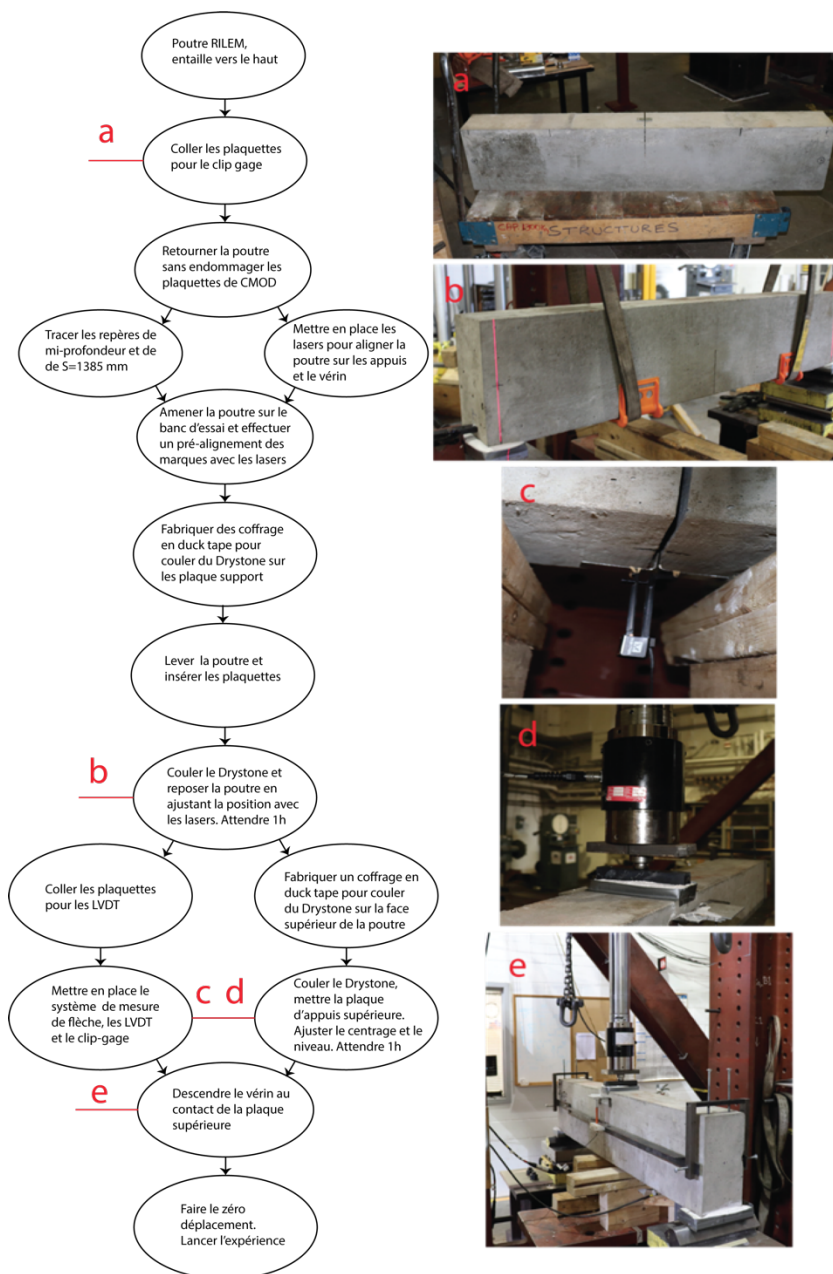 Poutre RILEM,
entaille vers le haut
a
Coller les plaquettes
pour le clip gage
Retourner la poutre
sans endommager les
plaquettes de CMOD
Tracer les repères de
mi-profondeur et de
de S=1385 mm
Mettre en place les
lasers pour aligner la
poutre sur les appuis
et le vérin
Amener la poutre sur le
banc d'essai et effectuer
un pré-alignement des
marques avec les lasers
Fabriquer des coffrage
en duck tape pour
couler du Drystone sur
les plaque support
Lever la poutre et
insérer les plaquettes
b
Couler le Drystone et
reposer la poutre en
ajustant la position avec
les lasers. Attendre 1h
Coller les plaquettes
pour les LVDT
Fabriquer un coffrage en
duck tape pour couler
du Drystone sur la face
supérieur de la poutre
Mettre en place le
système de mesure
de flèche, les LVDT
et le clip-gage
c d
Couler le Drystone,
mettre la plaque
d'appuis supérieure.
Ajuster le centrage et le
niveau. Attendre 1h
e
Descendre le vérin au
contact de la plaque
supérieure
Faire le zéro
déplacement.
Lancer l'expérience
a
STRUCTURES
b
c
d
e